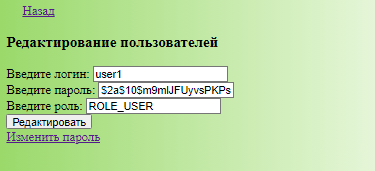 Назад
Редактирование пользователей
Введите логин: user1
Введите пароль: $2a$10$m9mlJFUyvsPKPs
Введите роль: ROLE_USER
Редактировать
Изменить пароль